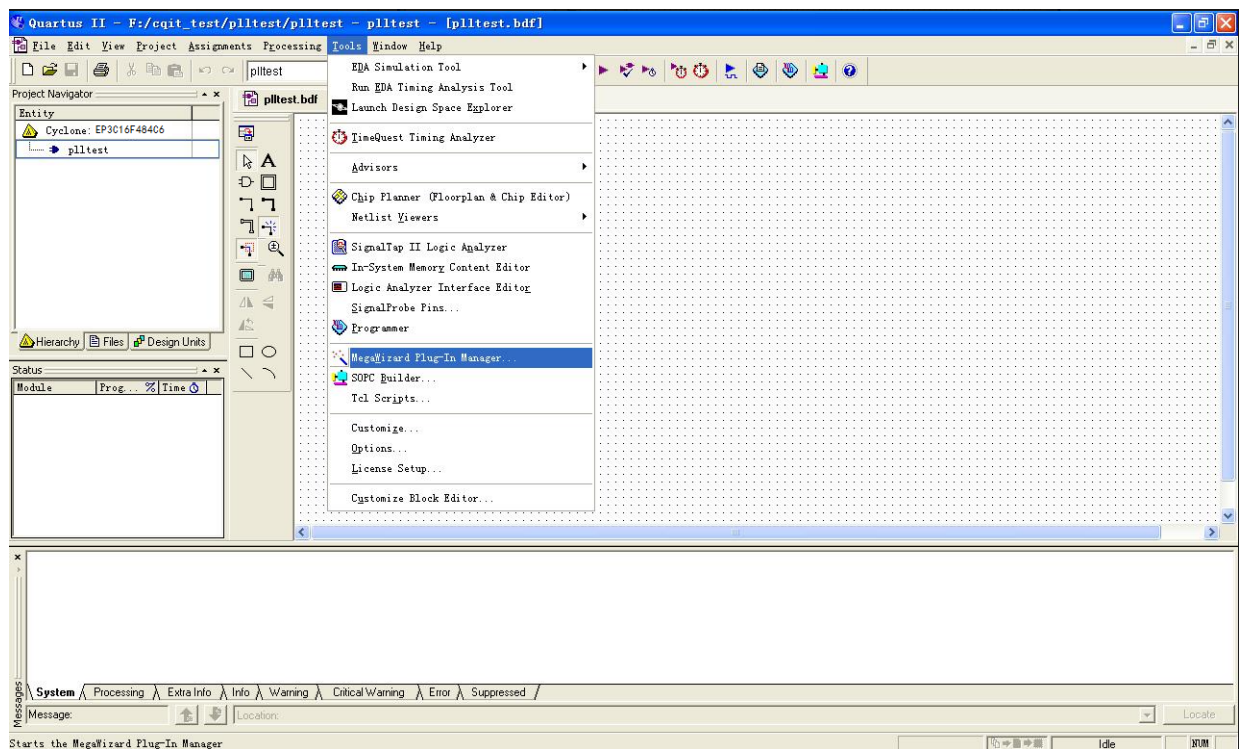 Quartus II - F:/cqit_test/plltest/plltest - plltest - [plltest.bdf]
File Edit View Project Assignments Processing Tools Window Help
plltest
Project Navigator
Entity
Cyclone: EP3C16F484C6
plltest
Hierarchy Files Design Units
Status
Module Prog... % Time
plltest.bdf
A
EDA Simulation Tool
Run EDA Timing Analysis Tool
Launch Design Space Explorer
TimeQuest Timing Analyzer
Advisors
Chip Planner (Floorplan & Chip Editor)
Netlist Viewers
SignalTap II Logic Analyzer
In-System Memory Content Editor
Logic Analyzer Interface Editor
SignalProbe Pins...
Programmer
MegaWizard Plug-In Manager...
SOPC Builder...
Tcl Scripts...
Customize...
Options...
License Setup...
Customize Block Editor...
Messages
System Processing Extra Info Info Warning Critical Warning Error Suppressed
Message: Location: Locate
Starts the MegaWizard Plug-In Manager Idle NUM